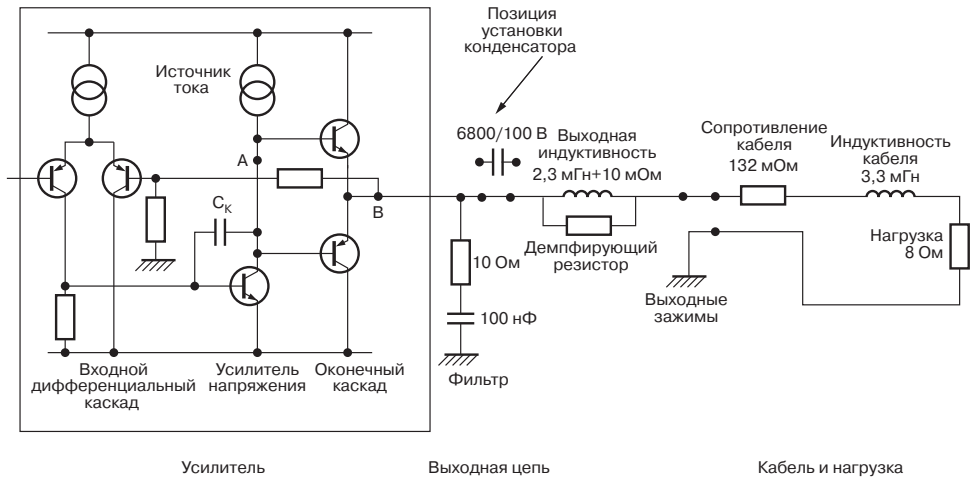 Позиция
установки
конденсатора
Источник
тока
6800/100 В
Выходная
индуктивность
2,3 мГн+10 мОм
Сопротивление
кабеля
132 мОм
Индуктивность
кабеля
3,3 мГн
A
B
CК
Демпфирующий
резистор
Нагрузка
8 Ом
10 Ом
100 нФ
Выходные
зажимы
Фильтр
Входной
дифференциальный
каскад
Усилитель
напряжения
Оконечный
каскад
Усилитель
Выходная цепь
Кабель и нагрузка